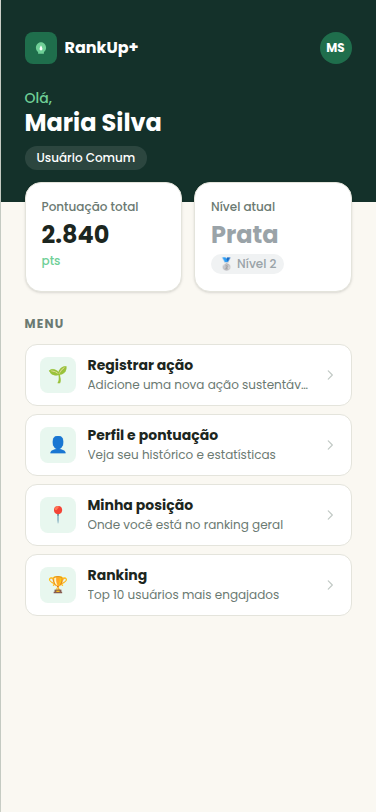 RankUp+
MS
Olá,
Maria Silva
Usuário Comum
Pontuação total
2.840
pts
Nível atual
Prata
🥈 Nível 2
MENU
Registrar ação
Adicione uma nova ação sustentáv...
Perfil e pontuação
Veja seu histórico e estatísticas
Minha posição
Onde você está no ranking geral
Ranking
Top 10 usuários mais engajados